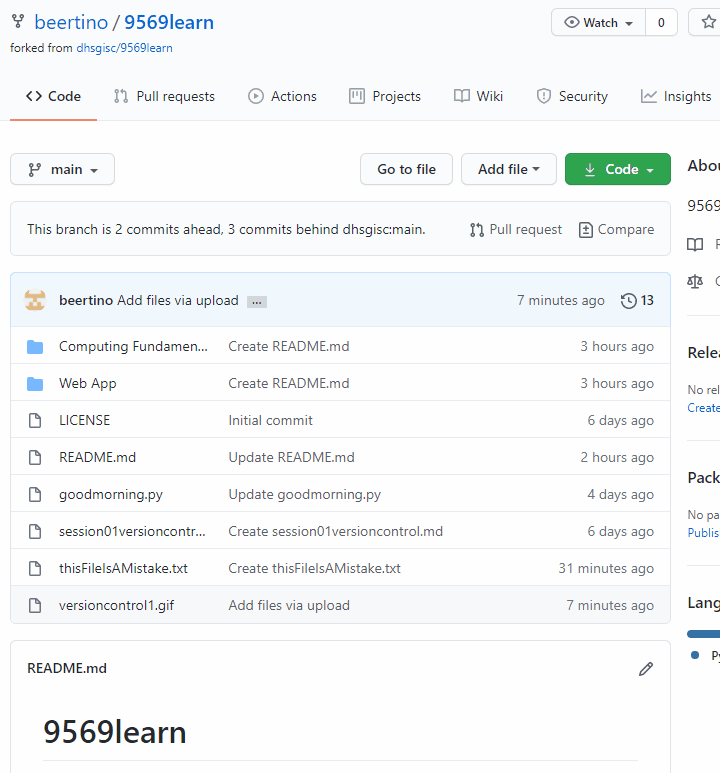 beertino / 9569learn
Watch 0
forked from dhsgisc/9569learn
Code Pull requests Actions Projects Wiki Security Insights
main Go to file Add file Code
This branch is 2 commits ahead, 3 commits behind dhsgisc:main. Pull request Compare
beertino Add files via upload ... 7 minutes ago 13
Computing Fundamen... Create README.md 3 hours ago
Web App Create README.md 3 hours ago
LICENSE Initial commit 6 days ago
README.md Update README.md 2 hours ago
goodmorning.py Update goodmorning.py 4 days ago
session01versioncontr... Create session01versioncontrol.md 6 days ago
thisFileIsAMistake.txt Create thisFileIsAMistake.txt 31 minutes ago
versioncontrol1.gif Add files via upload 7 minutes ago
README.md
9569learn
Abou
9569
Relea
No rel
Create
Pack
No pa
Publis
Lang
Py